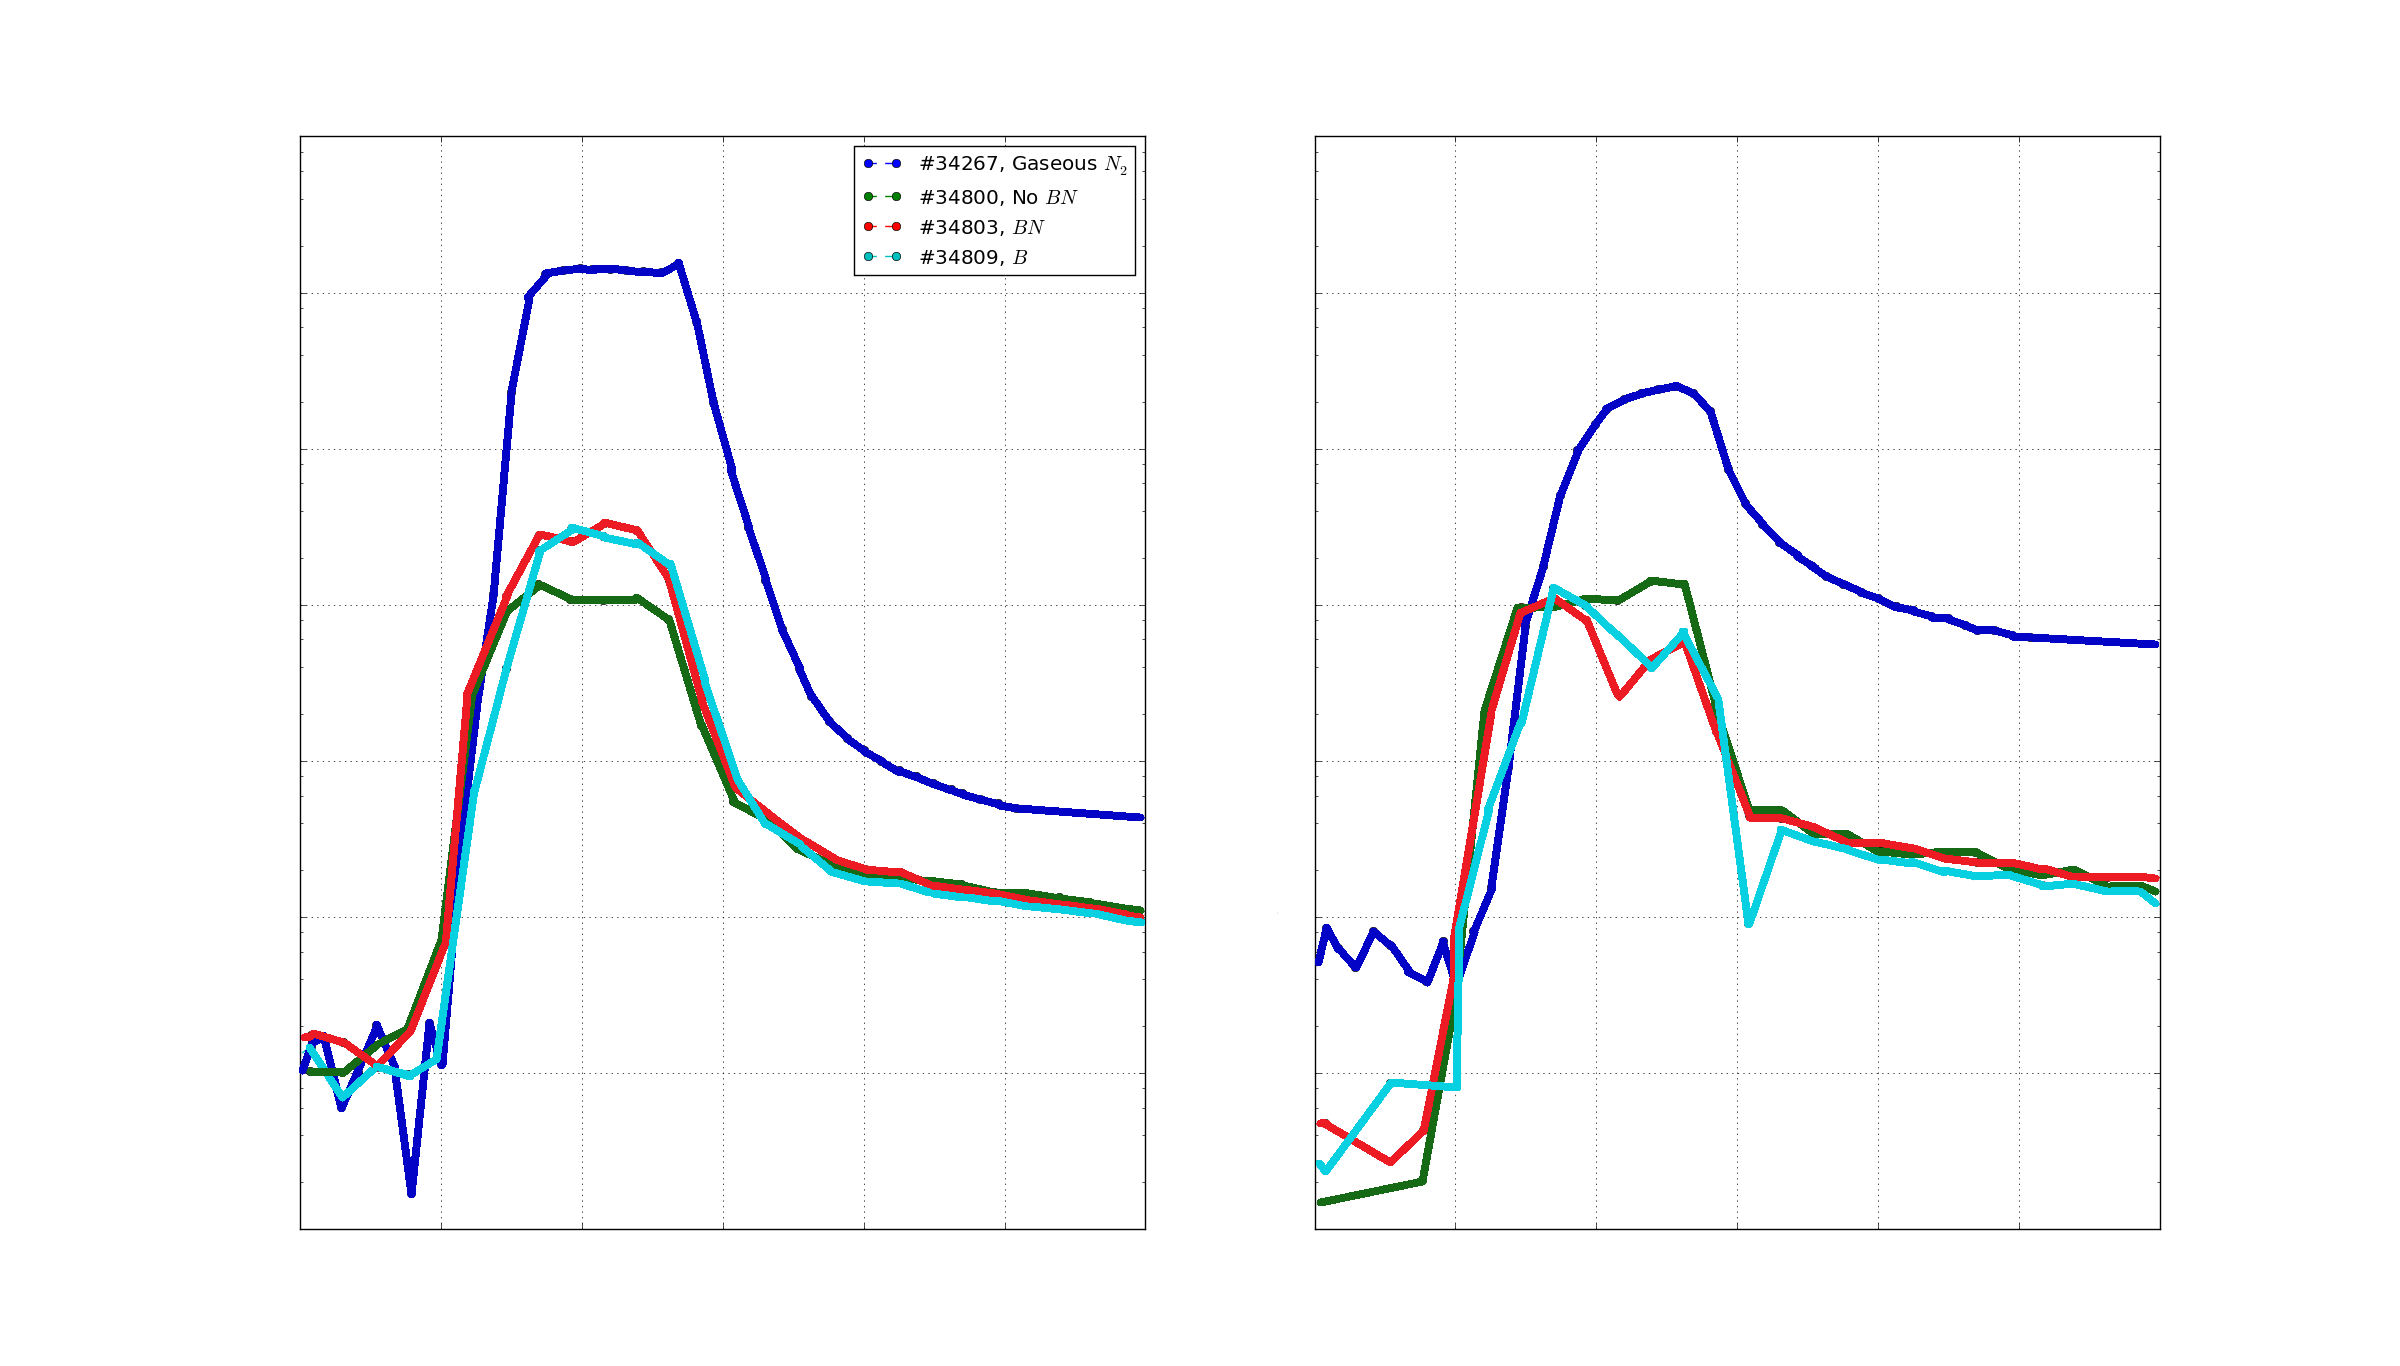 #34267, Gaseous N₂
#34800, No BN
#34803, BN
#34809, B